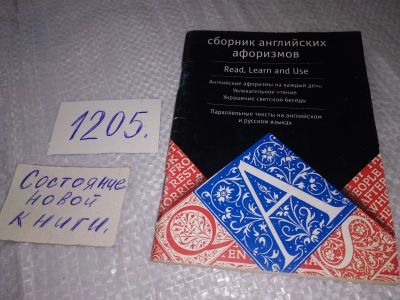 сборник английских
афоризмов
Read, Learn and Use
Английские афоризмы на каждый день
Увлекательное чтение
Украшение светской беседы
Параллельные тексты на английском
и русском языках
1205.
Состояние
новой
книги.
A
Q